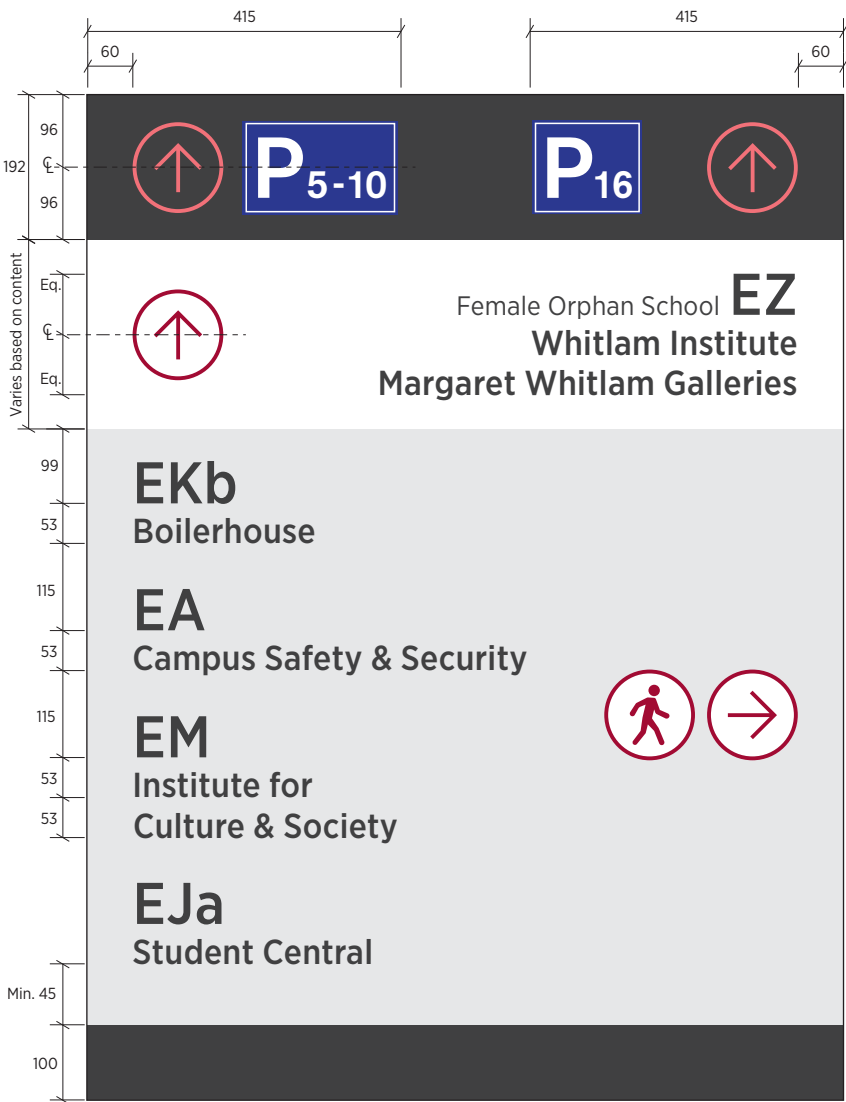 415
415
60
60
96
℄
192
96
P 5-10
P 16
Varies based on content
Eq.
℄
Eq.
Female Orphan School EZ
Whitlam Institute
Margaret Whitlam Galleries
99
EKb
53
Boilerhouse
115
EA
53
Campus Safety & Security
115
EM
53
Institute for
53
Culture & Society
EJa
Student Central
Min. 45
100